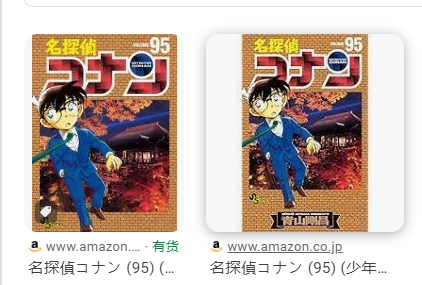 名探偵
VOLUME 95
コナン
名探偵
VOLUME 95
コナン
青山剛昌
www.amazon.... · 有货
名探偵コナン (95) (...
www.amazon.co.jp
名探偵コナン (95) (少年...